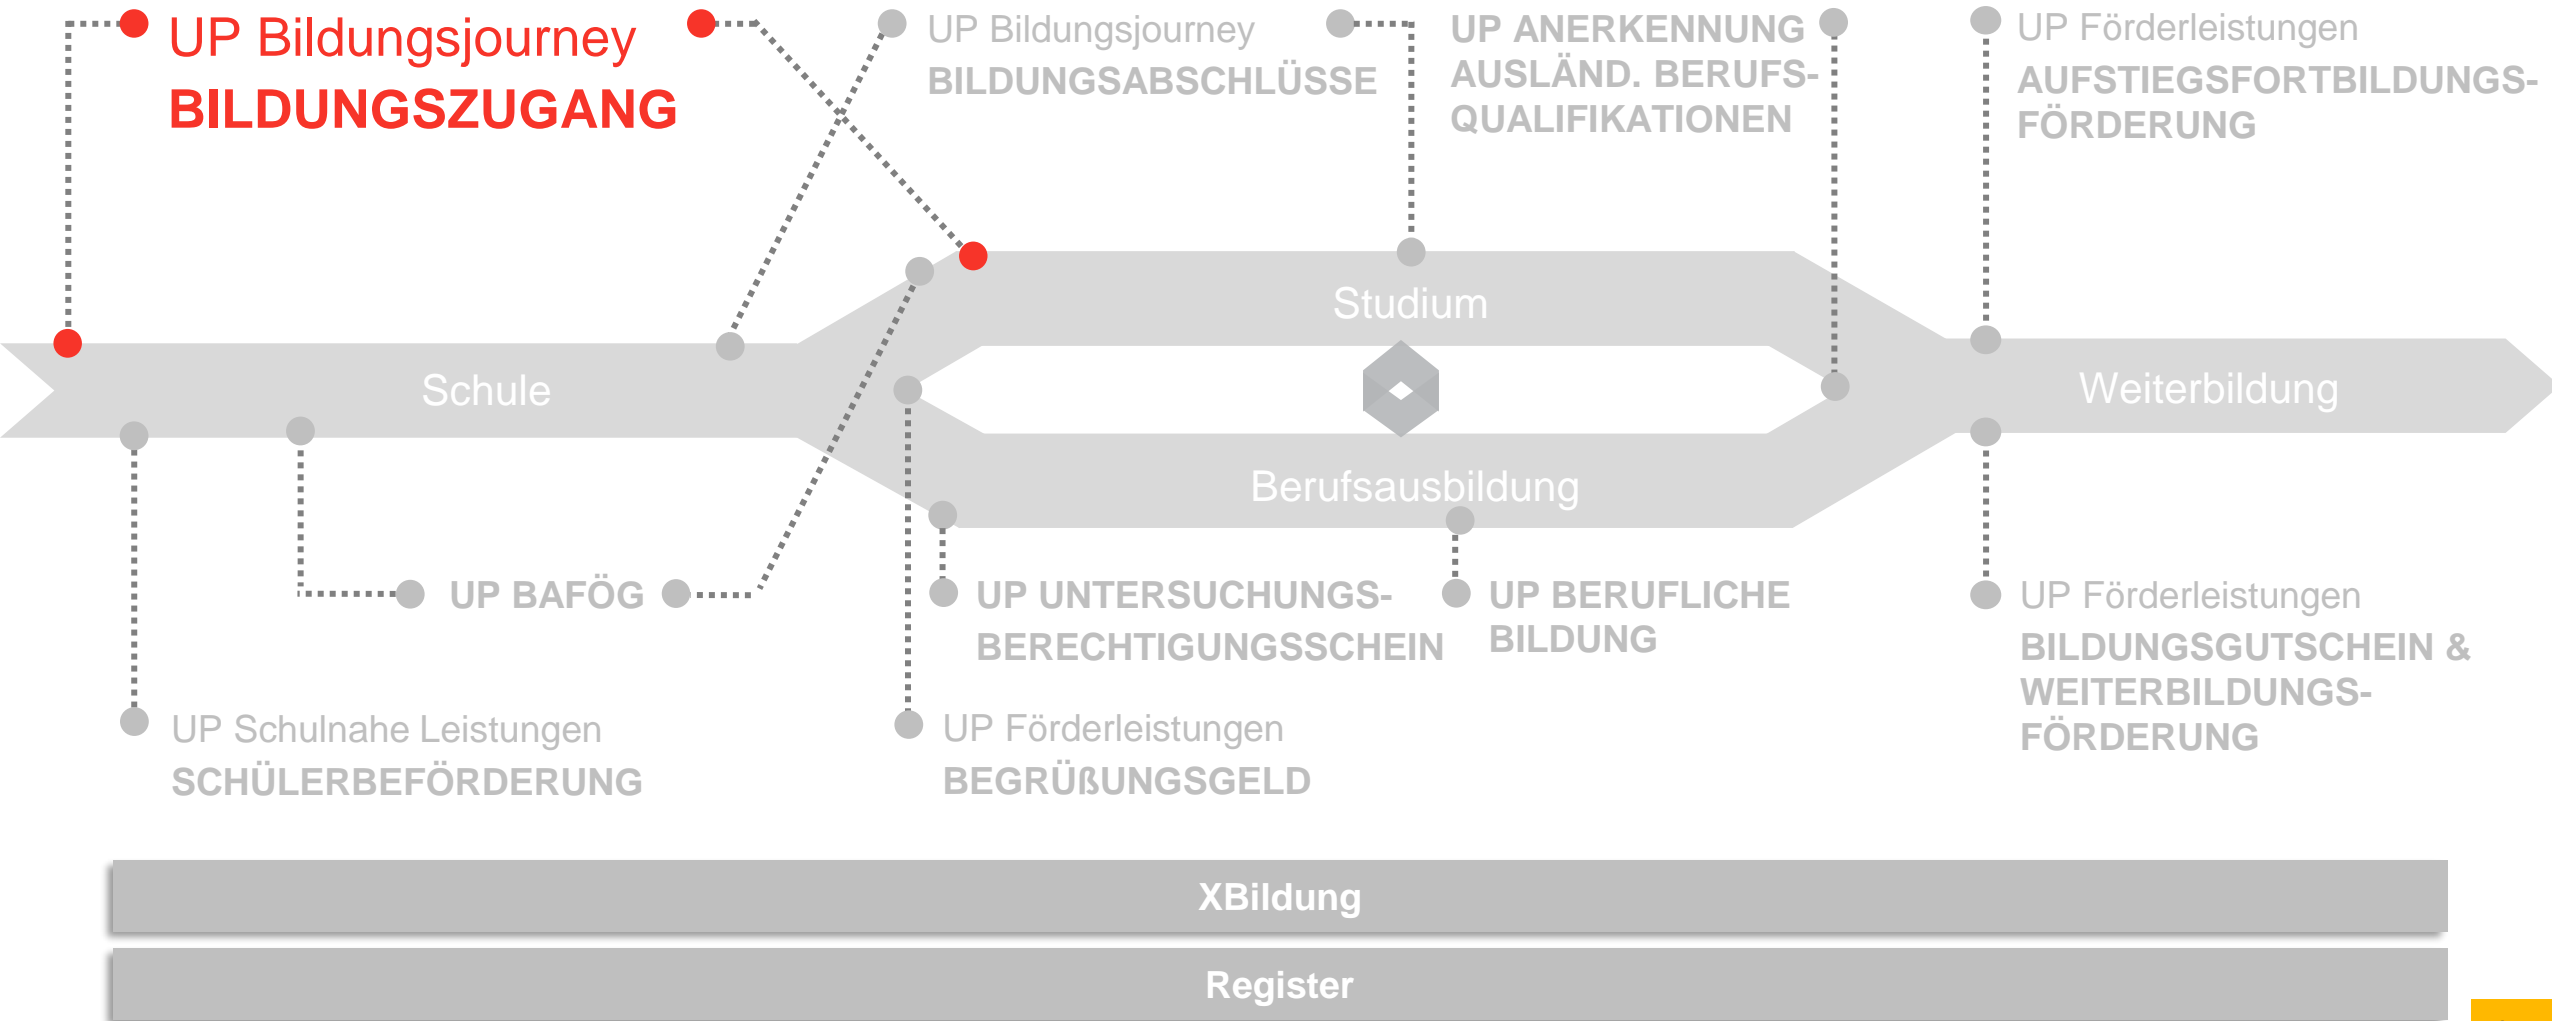 UP Bildungsjourney
BILDUNGSZUGANG
UP Bildungsjourney
BILDUNGSABSCHLÜSSE
UP ANERKENNUNG
AUSLÄND. BERUFS-
QUALIFIKATIONEN
UP Förderleistungen
AUFSTIEGSFORTBILDUNGS-
FÖRDERUNG
Studium
Schule
Weiterbildung
Berufsausbildung
UP BAFÖG
UP UNTERSUCHUNGS-
BERECHTIGUNGSSCHEIN
UP BERUFLICHE
BILDUNG
UP Förderleistungen
BILDUNGSGUTSCHEIN &
WEITERBILDUNGS-
FÖRDERUNG
UP Schulnahe Leistungen
SCHÜLERBEFÖRDERUNG
UP Förderleistungen
BEGRÜßUNGSGELD
XBildung
Register